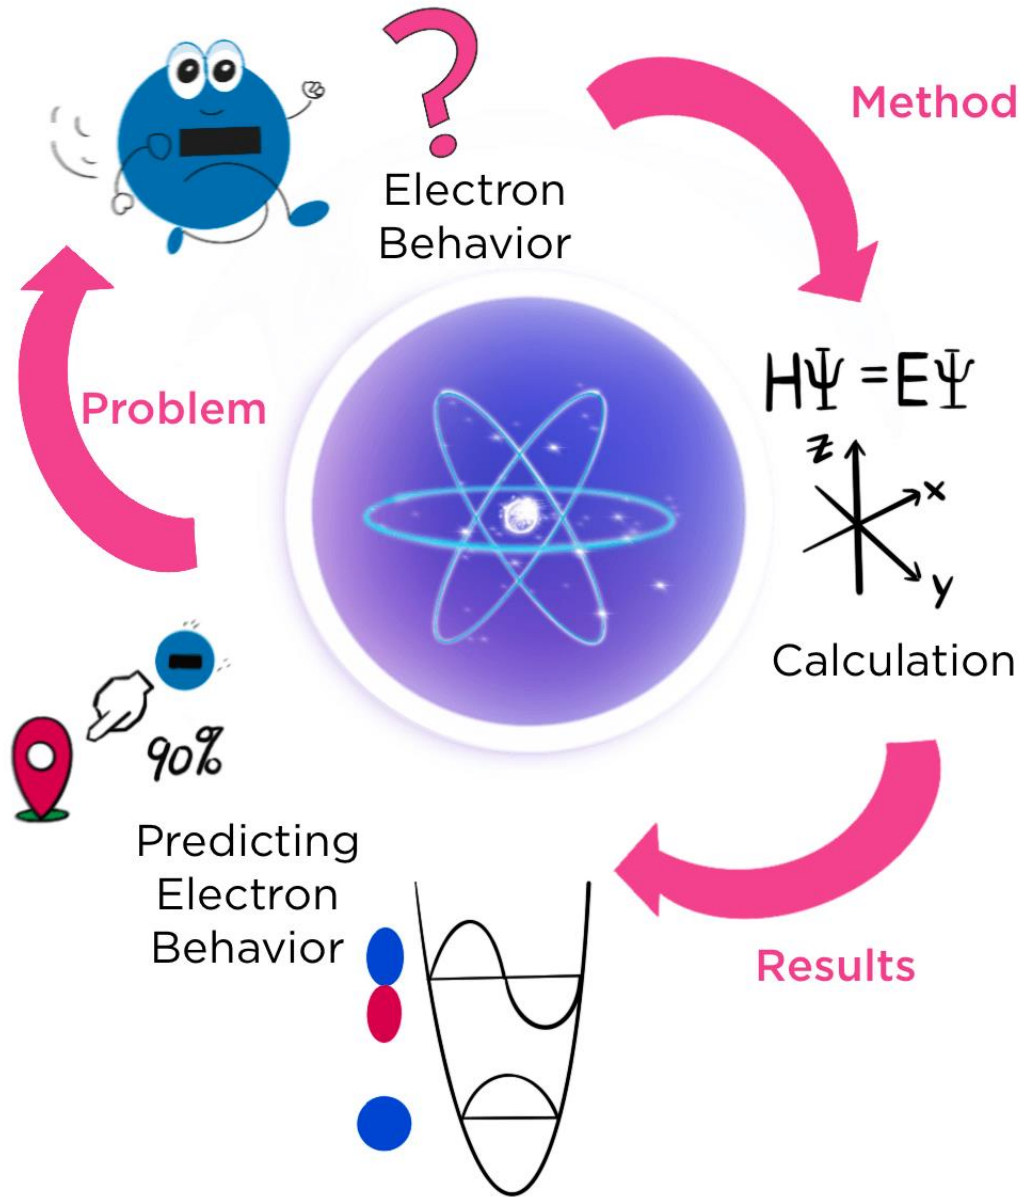 ?
Electron
Behavior
Method
HΨ = EΨ
z
x
y
Calculation
Results
Predicting
Electron
Behavior
90%
Problem